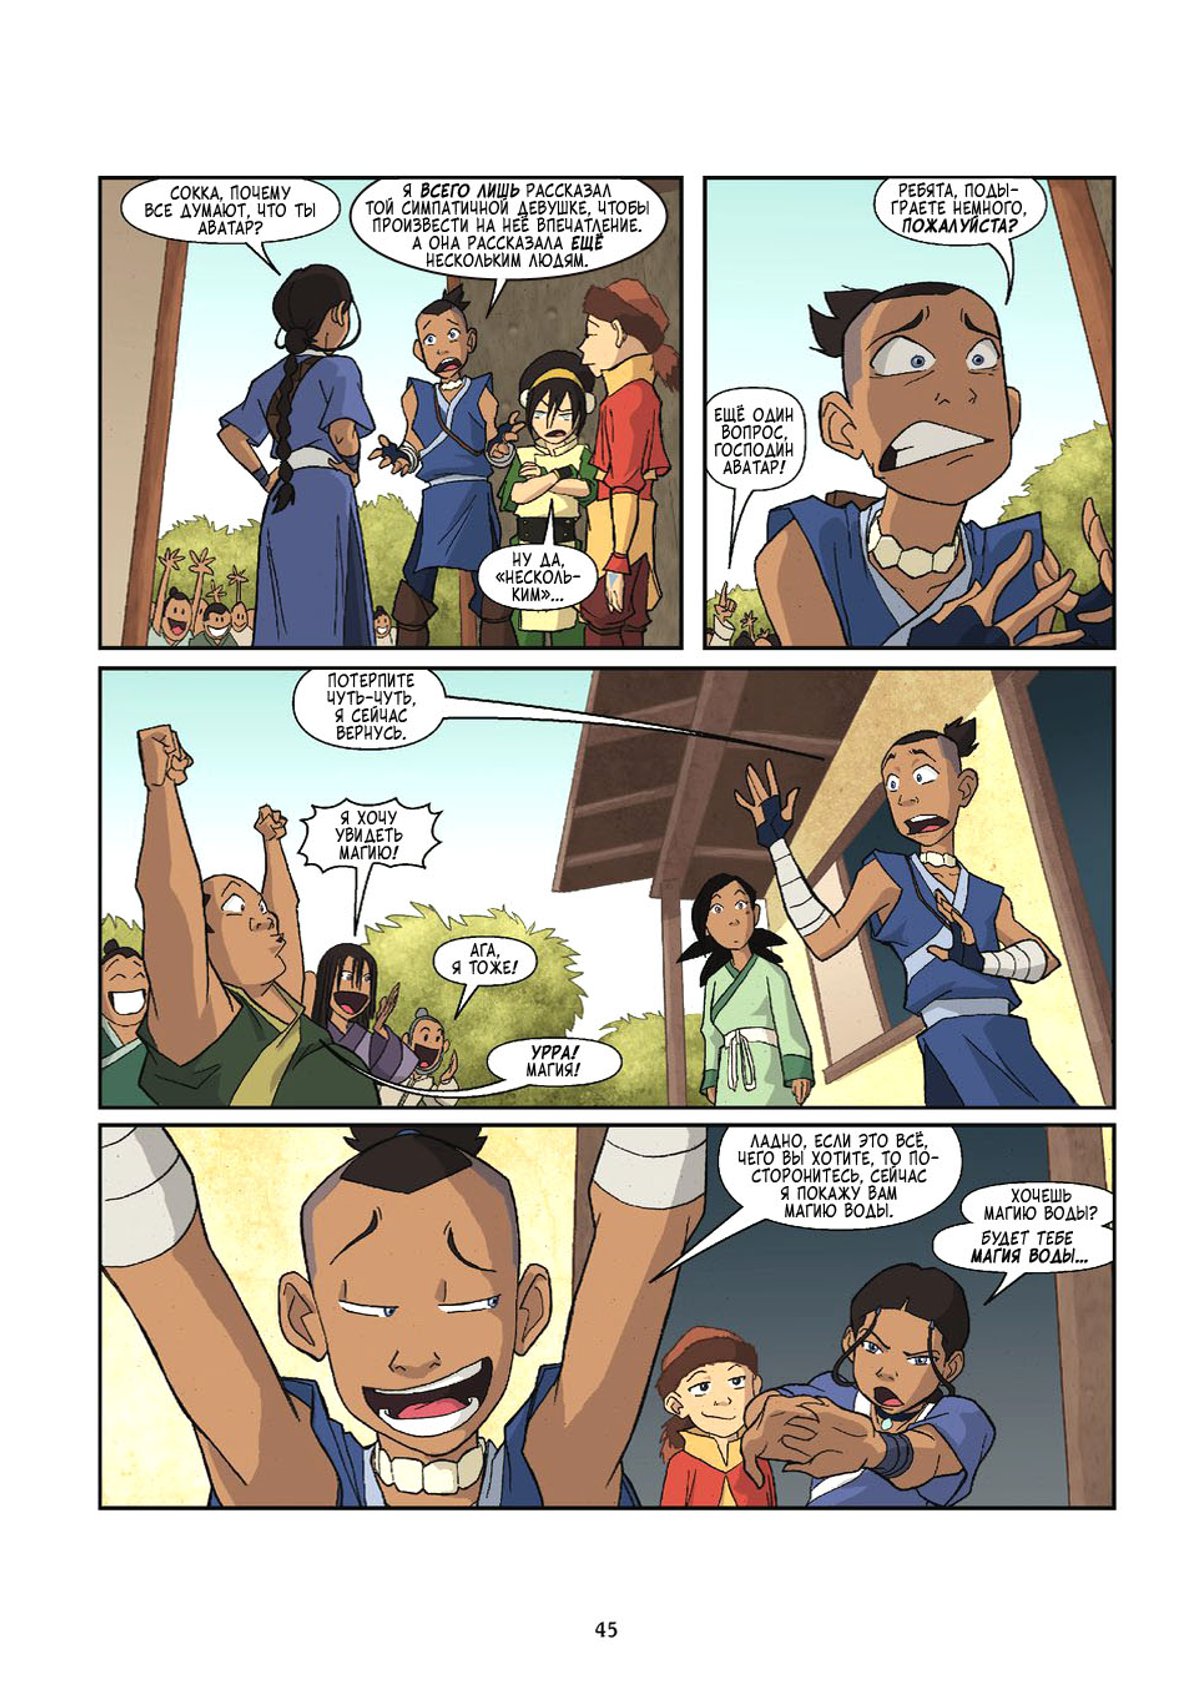 СОККА, ПОЧЕМУ
ВСЕ ДУМАЮТ, ЧТО ТЫ
АВАТАР?
Я ВСЕГО ЛИШЬ РАССКАЗАЛ
ТОЙ СИМПАТИЧНОЙ ДЕВУШКЕ, ЧТОБЫ
ПРОИЗВЕСТИ НА НЕЁ ВПЕЧАТЛЕНИЕ.
А ОНА РАССКАЗАЛА ЕЩЁ
НЕСКОЛЬКИМ ЛЮДЯМ.
НУ ДА,
«НЕСКОЛЬ-
КИМ»...
РЕБЯТА, ПОДЫ-
ГРАЕТЕ НЕМНОГО,
ПОЖАЛУЙСТА?
ЕЩЁ ОДИН
ВОПРОС,
ГОСПОДИН
АВАТАР!
ПОТЕРПИТЕ
ЧУТЬ-ЧУТЬ,
Я СЕЙЧАС
ВЕРНУСЬ.
Я ХОЧУ
УВИДЕТЬ
МАГИЮ!
АГА,
Я ТОЖЕ!
УРРА!
МАГИЯ!
ЛАДНО, ЕСЛИ ЭТО ВСЁ,
ЧЕГО ВЫ ХОТИТЕ, ТО ПО-
СТОРОНИТЕСЬ, СЕЙЧАС
Я ПОКАЖУ ВАМ
МАГИЮ ВОДЫ.
ХОЧЕШЬ
МАГИЮ ВОДЫ?
БУДЕТ ТЕБЕ
МАГИЯ ВОДЫ...
45